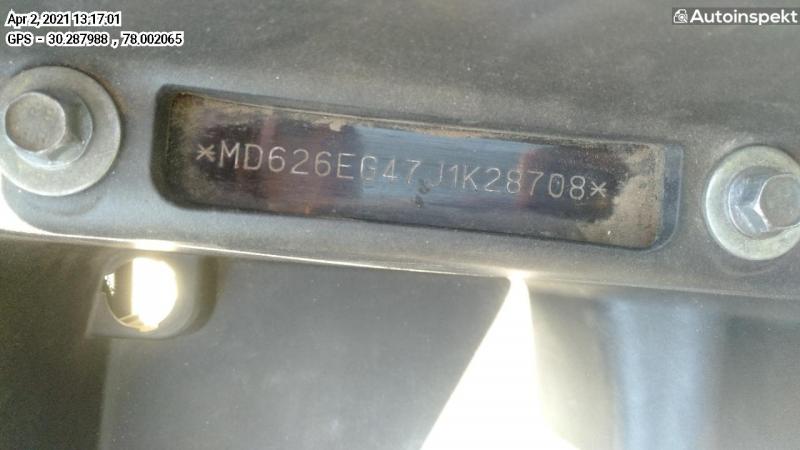 Apr 2, 2021 13:17:01
GPS - 30.287988 , 78.002065
Autoinspekt
*MD626EG47J1K28708*